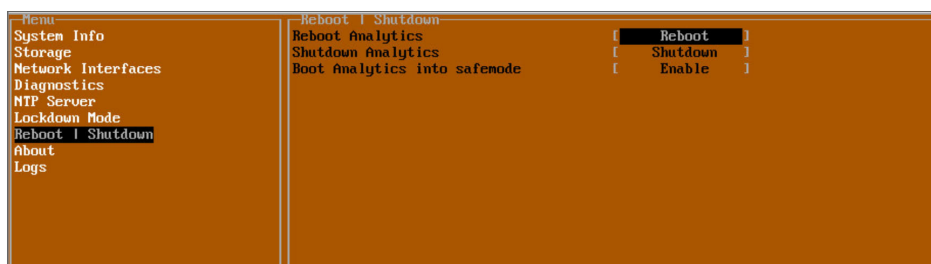 Menu
System Info
Storage
Network Interfaces
Diagnostics
NTP Server
Lockdown Mode
Reboot | Shutdown
About
Logs
Reboot | Shutdown
Reboot Analytics [ Reboot ]
Shutdown Analytics [ Shutdown ]
Boot Analytics into safemode [ Enable ]